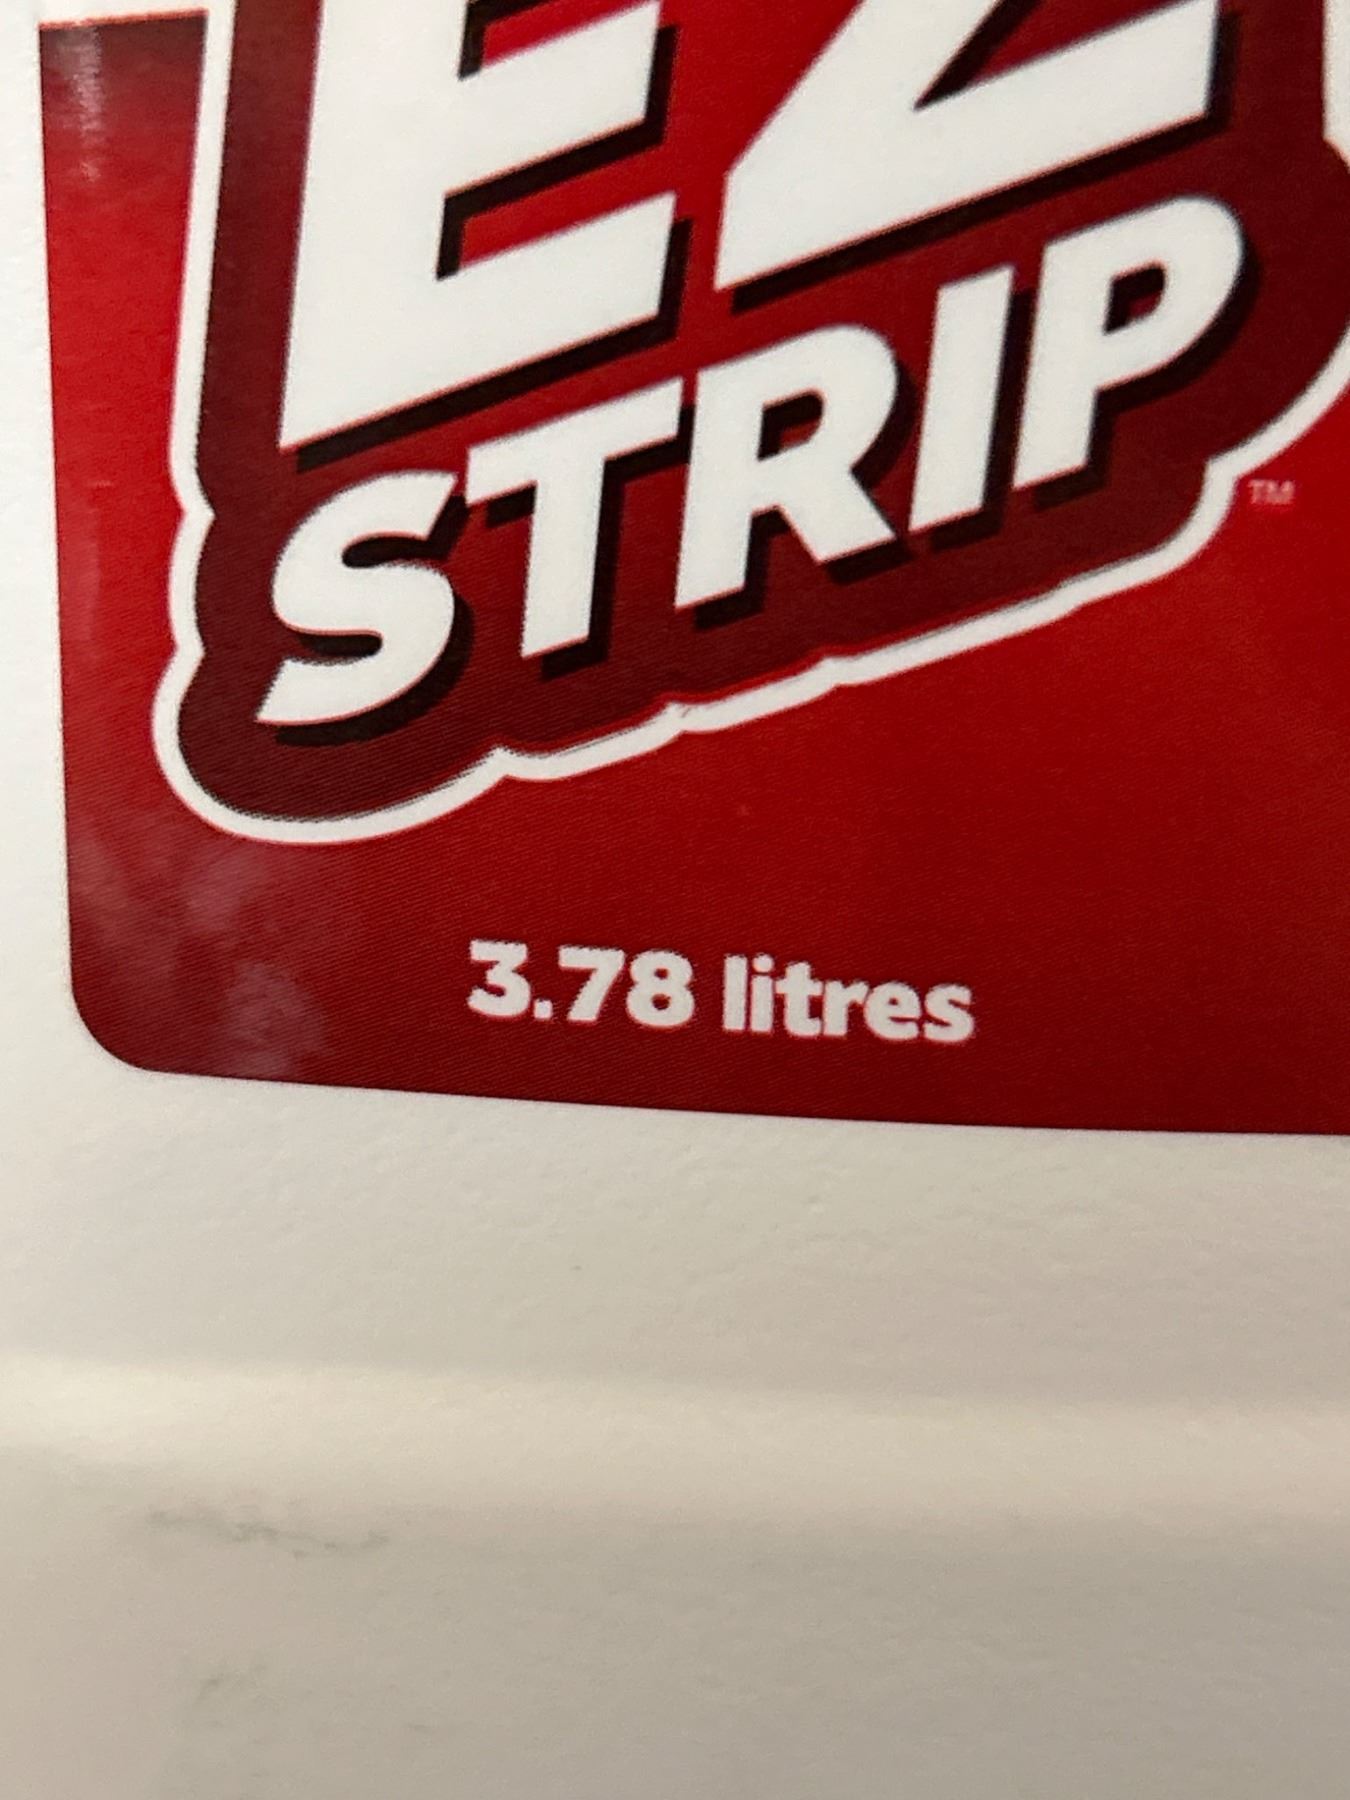 EZ
STRIP
TM
3.78 litres